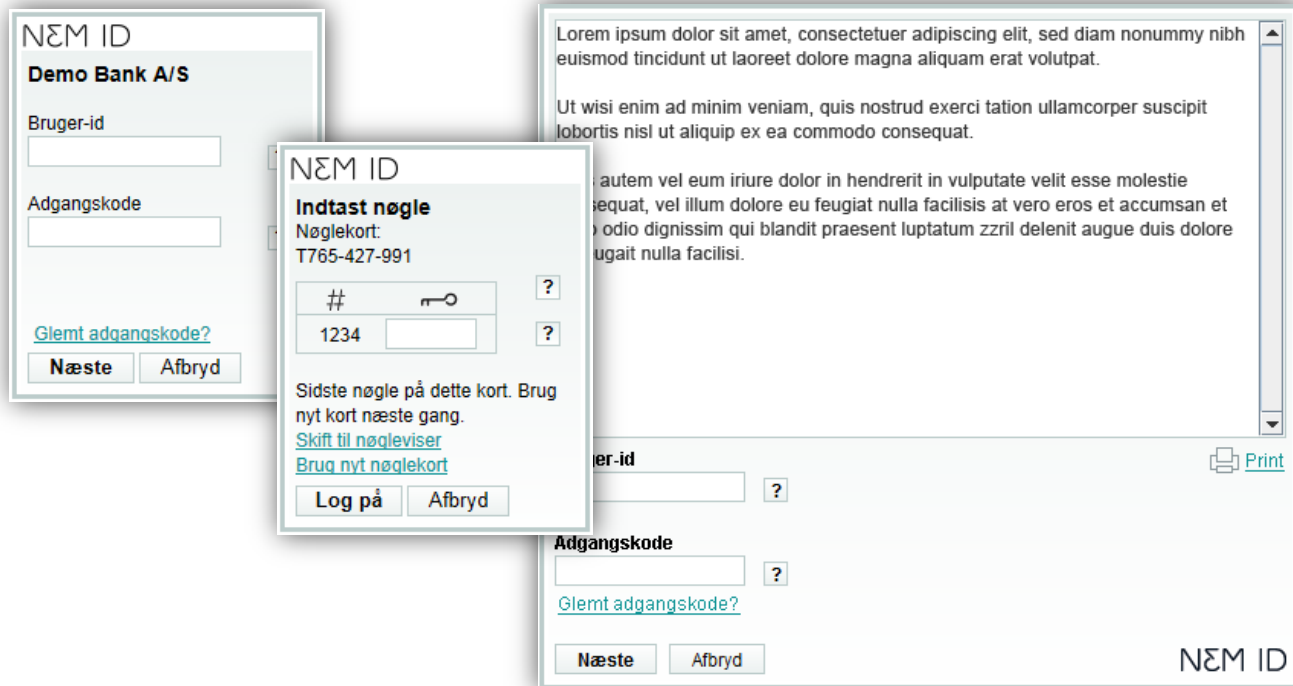 NEM ID
Demo Bank A/S
Bruger-id
Adgangskode
Glemt adgangskode?
Næste
Afbryd
NEM ID
Indtast nøgle
Nøglekort:
T765-427-991
?
#
1234
?
Sidste nøgle på dette kort. Brug
nyt kort næste gang.
Skift til nøgleviser
Brug nyt nøglekort
Log på
Afbryd
Lorem ipsum dolor sit amet, consectetuer adipiscing elit, sed diam nonummy nibh
euismod tincidunt ut laoreet dolore magna aliquam erat volutpat.
Ut wisi enim ad minim veniam, quis nostrud exerci tation ullamcorper suscipit
lobortis nisl ut aliquip ex ea commodo consequat.
autem vel eum iriure dolor in hendrerit in vulputate velit esse molestie
vel illum dolore eu feugiat nulla facilisis at vero eros et accumsan et
odio dignissim qui blandit praesent luptatum zzril delenit augue duis dolore
nulla facilisi.
Print
?
Adgangskode
?
Glemt adgangskode?
Næste
Afbryd
NEM ID